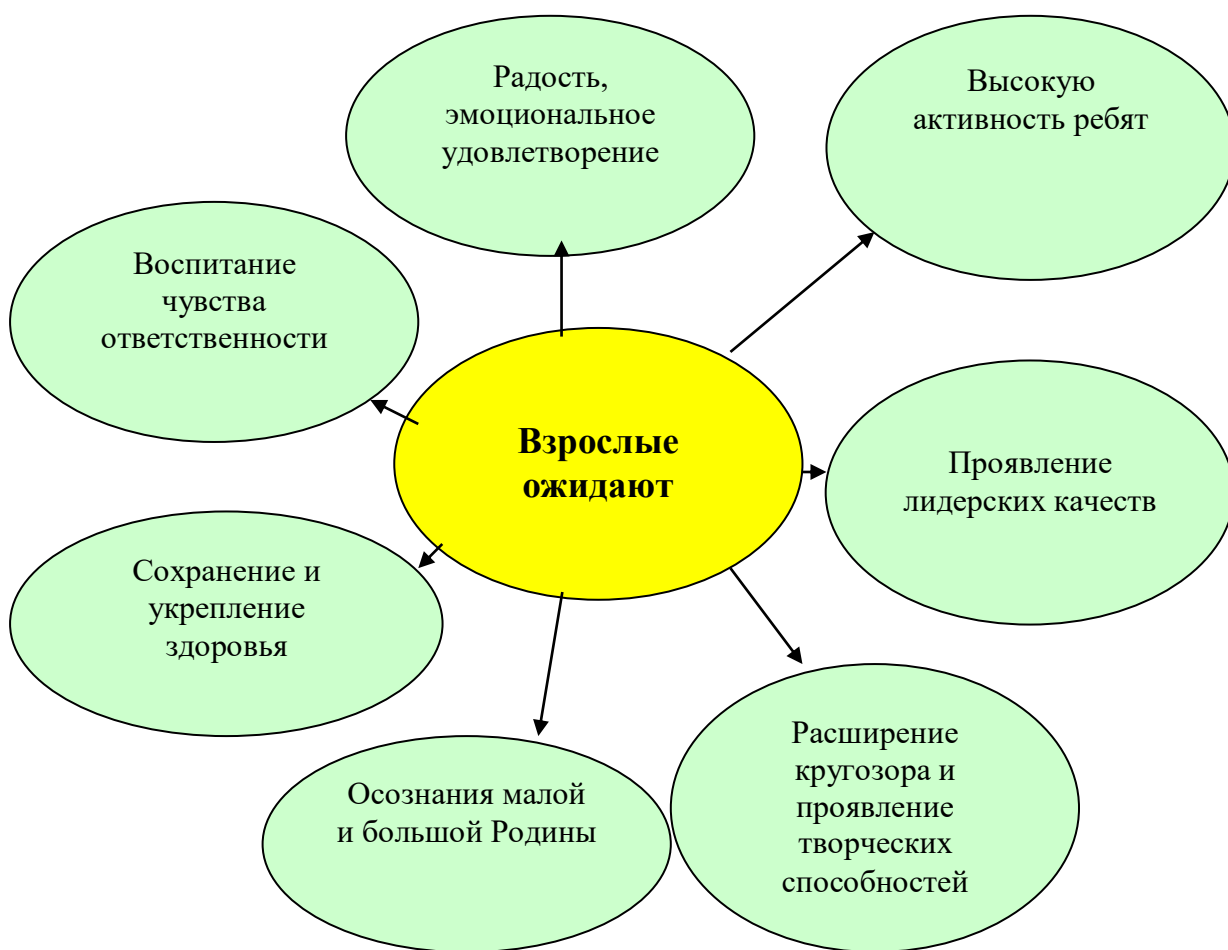 Радость,
эмоциональное
удовлетворение
Высокую
активность ребят
Воспитание
чувства
ответственности
Взрослые
ожидают
Проявление
лидерских качеств
Сохранение и
укрепление
здоровья
Осознания малой
и большой Родины
Расширение
кругозора и
проявление
творческих
способностей